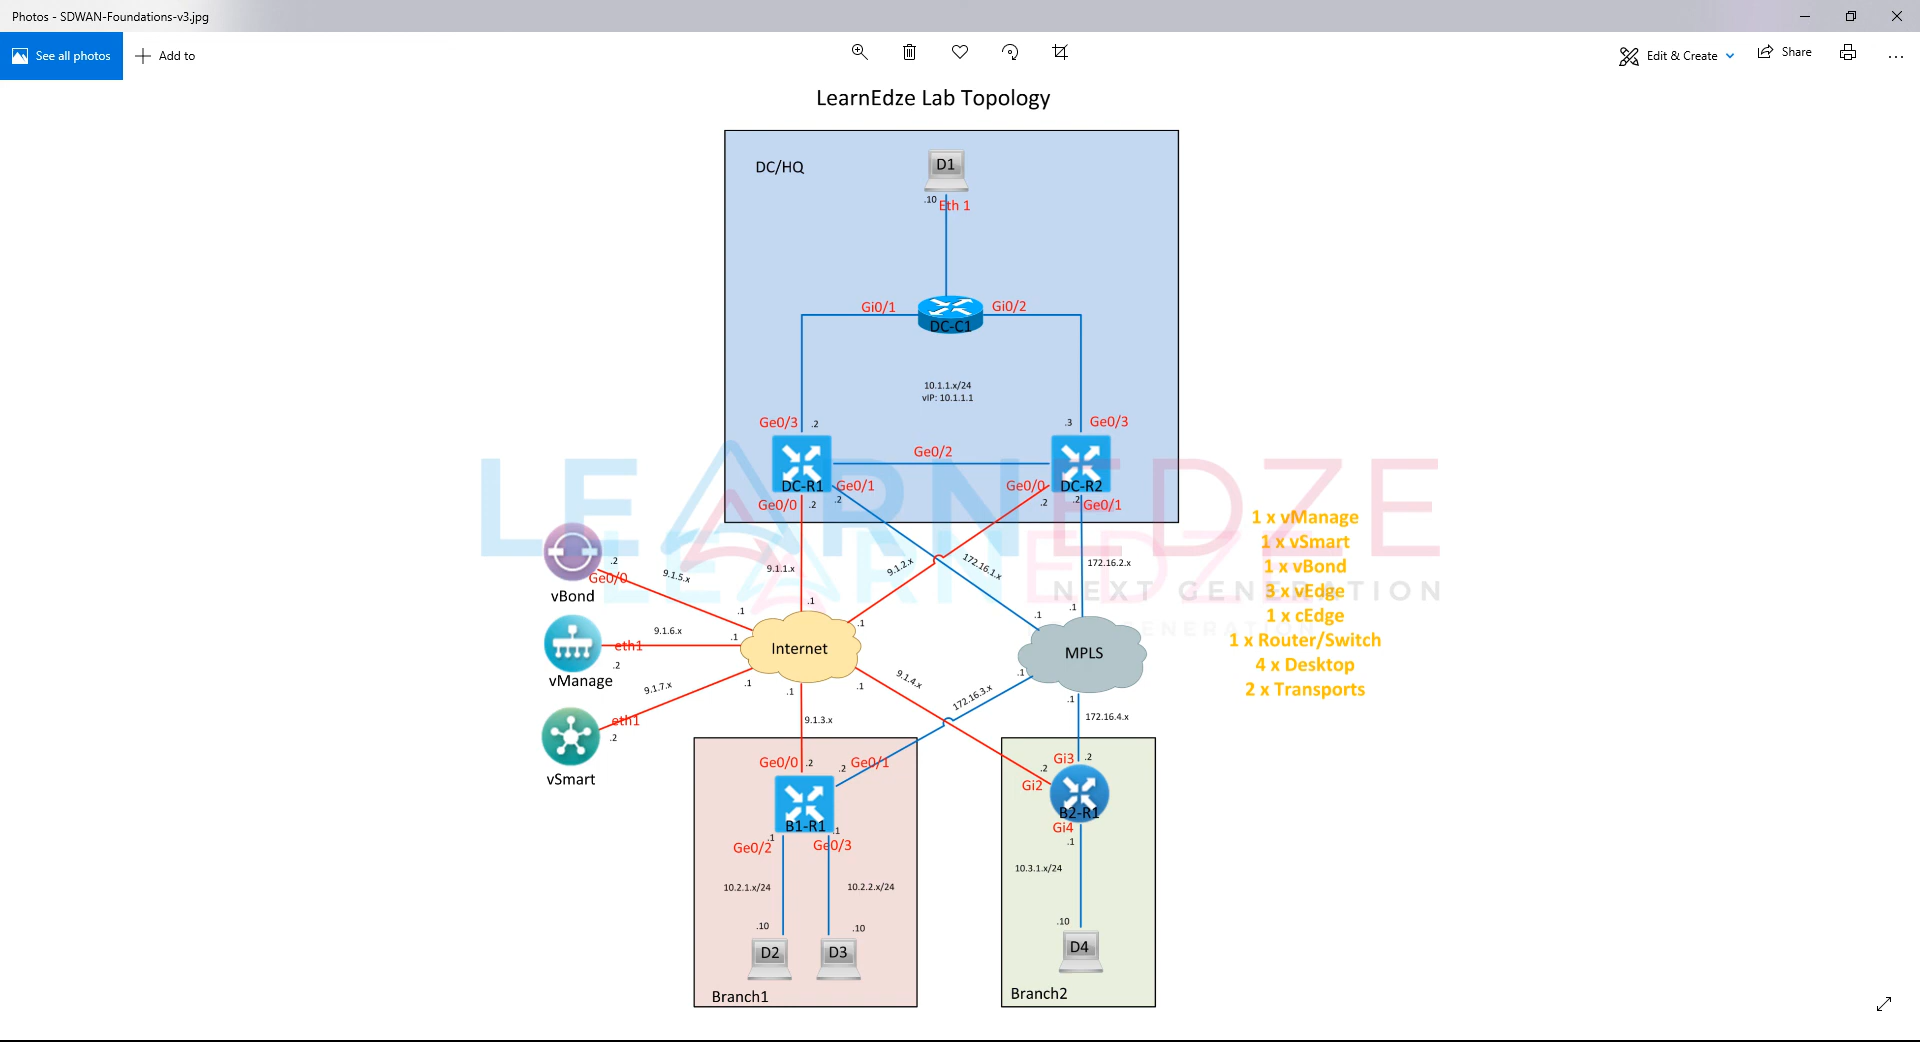 Photos - SDWAN-Foundations-v3.jpg
See all photos
Add to
Edit & Create
Share
LearnEdze Lab Topology
DC/HQ
D1
.10
Eth 1
Gi0/1
Gi0/2
DC-C1
10.1.1.x/24
vIP: 10.1.1.1
Ge0/3
.2
.3
Ge0/3
Ge0/2
DC-R1
Ge0/1
.2
Ge0/0
.2
Ge0/0
.2
DC-R2
.2
Ge0/1
LEARNEDZE
NEXT GENERATION
LEARNEDZE
GENERATION
.2
Ge0/0
vBond
9.1.5.x
.1
9.1.1.x
.1
9.1.2.x
.1
172.16.1.x
.1
172.16.2.x
.1
eth1
.2
vManage
9.1.6.x
.1
Internet
MPLS
9.1.7.x
.1
eth1
.2
vSmart
.1
9.1.3.x
.1
9.1.4.x
.1
172.16.3.x
.1
172.16.4.x
1 x vManage
1 x vSmart
1 x vBond
3 x vEdge
1 x cEdge
1 x Router/Switch
4 x Desktop
2 x Transports
Ge0/0
.2
.2
Ge0/1
B1-R1
.1
Ge0/2
.1
Ge0/3
10.2.1.x/24
10.2.2.x/24
.10
.10
D2
D3
Branch1
Gi3
.2
.2
Gi2
B2-R1
Gi4
.1
10.3.1.x/24
.10
D4
Branch2